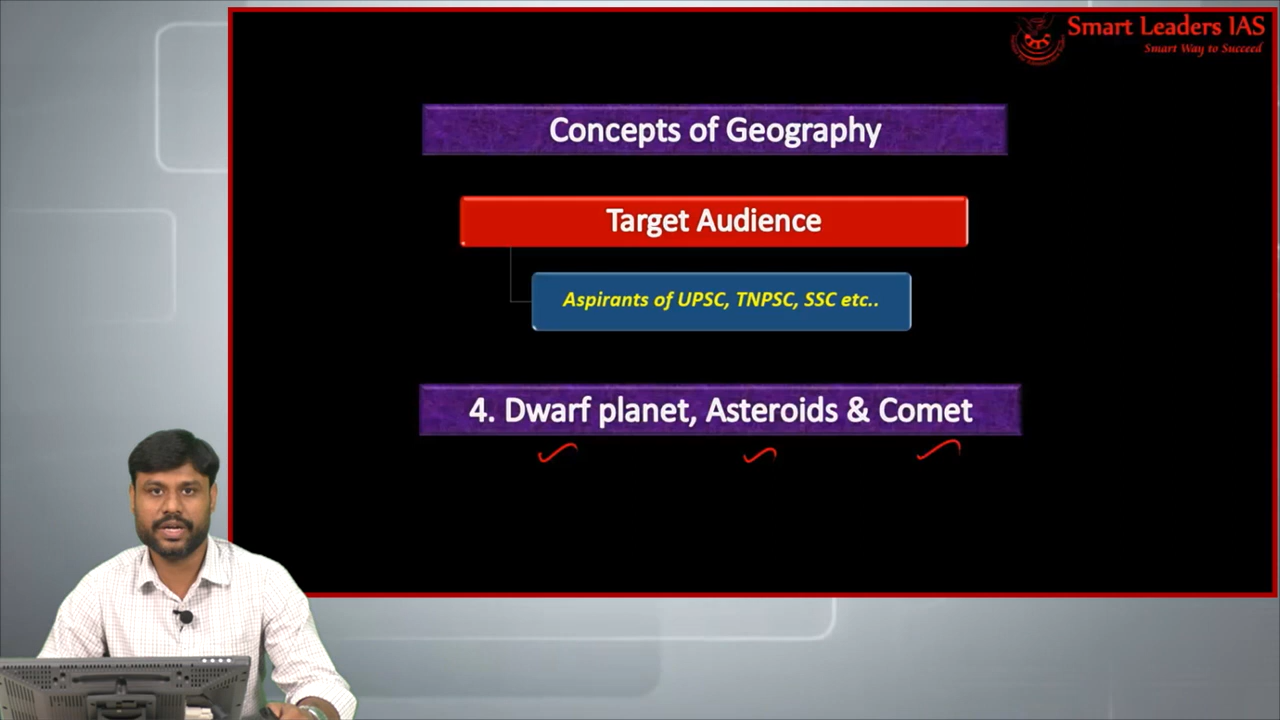 Smart Leaders IAS
Smart Way to Succeed
Concepts of Geography
Target Audience
Aspirants of UPSC, TNPSC, SSC etc..
4. Dwarf planet, Asteroids & Comet